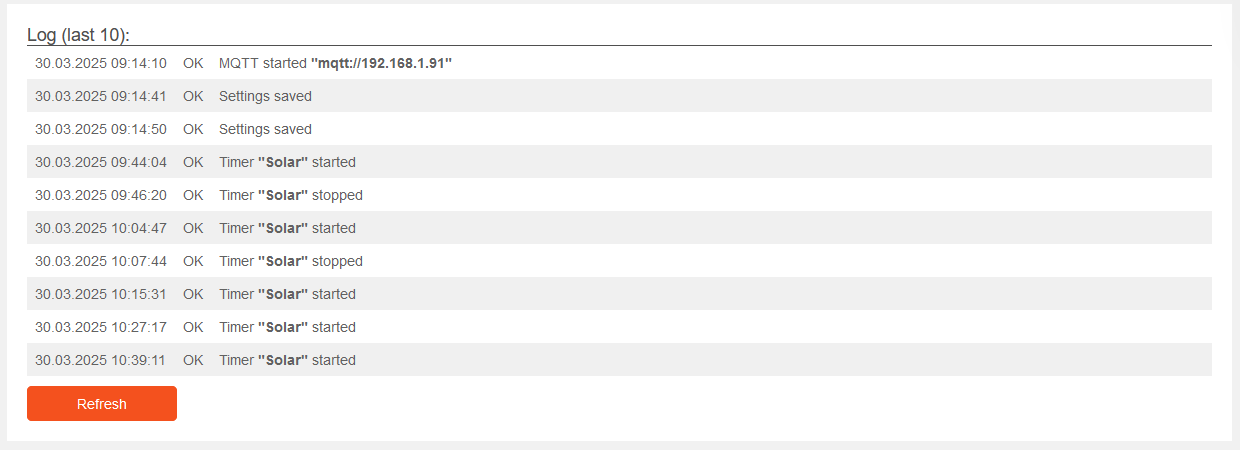 Log (last 10):
30.03.2025 09:14:10 OK MQTT started "mqtt://192.168.1.91"
30.03.2025 09:14:41 OK Settings saved
30.03.2025 09:14:50 OK Settings saved
30.03.2025 09:44:04 OK Timer "Solar" started
30.03.2025 09:46:20 OK Timer "Solar" stopped
30.03.2025 10:04:47 OK Timer "Solar" started
30.03.2025 10:07:44 OK Timer "Solar" stopped
30.03.2025 10:15:31 OK Timer "Solar" started
30.03.2025 10:27:17 OK Timer "Solar" started
30.03.2025 10:39:11 OK Timer "Solar" started
Refresh